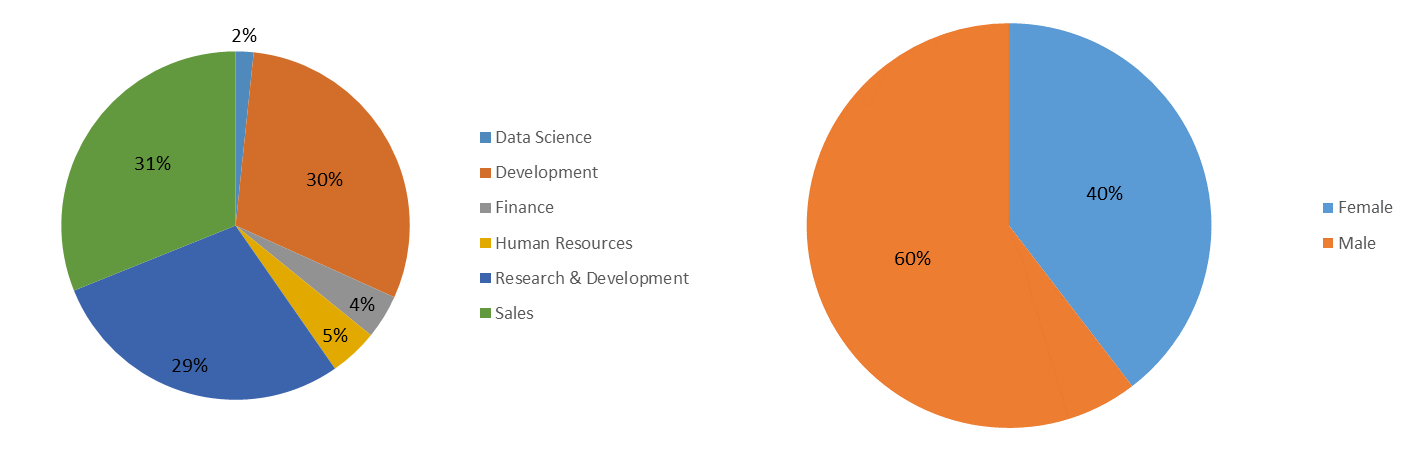 2%
31%
30%
4%
5%
29%
Data Science
Development
Finance
Human Resources
Research & Development
Sales
40%
60%
Female
Male